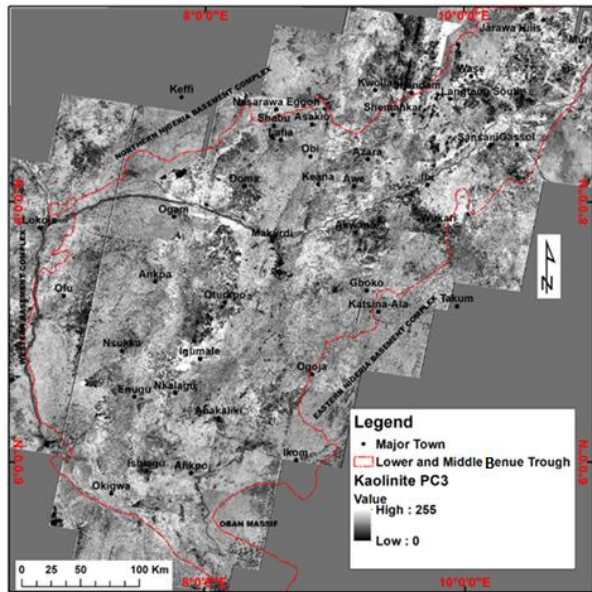 8°0'0"E
10°0'0"E
Jarawa Hills
Muri
Wase
Keffi
Kwolla
Shendam
Langtang South
NORTHERN NIGERIA BASEMENT COMPLEX
Nasarawa Eggon
Shemankar
Shabu
Asakio
Lafia
Sansani
Gassol
Obi
Azara
Keana
Awe
Ibi
Doma
8°0'0"N
8°0'0"N
Ogam
Lokoja
Akwana
Wukari
Makurdi
WESTERN BASEMENT COMPLEX
Ankpa
Gboko
Ofu
Otukpo
Katsina-Ala
Takum
EASTERN NIGERIA BASEMENT COMPLEX
Nsukka
Igumale
Ogoja
Enugu
Nkalagu
Abakaliki
Legend
Major Town
Lower and Middle Benue Trough
Kaolinite PC3
Value
High : 255
Low : 0
6°0'0"N
6°0'0"N
Ikom
Ishiagu
Afikpo
Okigwa
OBAN MASSIF
0 25 50 100 Km
8°0'0"E
10°0'0"E